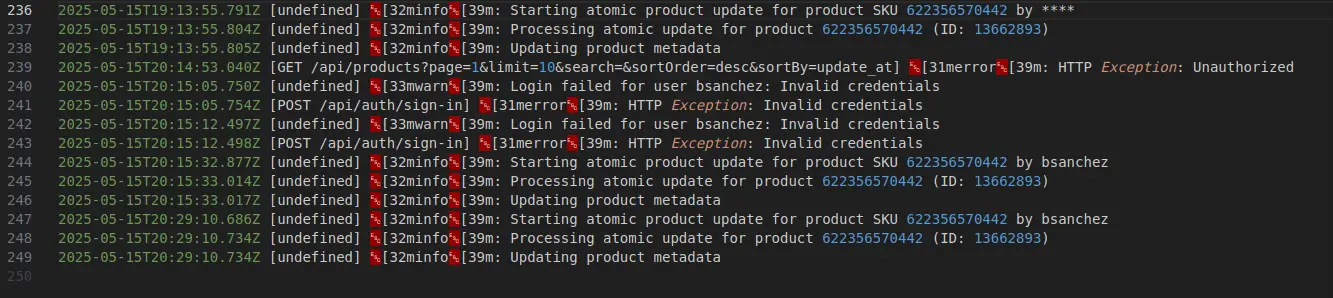 236 2025-05-15T19:13:55.791Z [undefined] ␛[32minfo␛[39m: Starting atomic product update for product SKU 622356570442 by ****
237 2025-05-15T19:13:55.804Z [undefined] ␛[32minfo␛[39m: Processing atomic update for product 622356570442 (ID: 13662893)
238 2025-05-15T19:13:55.805Z [undefined] ␛[32minfo␛[39m: Updating product metadata
239 2025-05-15T20:14:53.040Z [GET /api/products?page=1&limit=10&search=&sortOrder=desc&sortBy=update_at] ␛[31merror␛[39m: HTTP Exception: Unauthorized
240 2025-05-15T20:15:05.750Z [undefined] ␛[33mwarn␛[39m: Login failed for user bsanchez: Invalid credentials
241 2025-05-15T20:15:05.754Z [POST /api/auth/sign-in] ␛[31merror␛[39m: HTTP Exception: Invalid credentials
242 2025-05-15T20:15:12.497Z [undefined] ␛[33mwarn␛[39m: Login failed for user bsanchez: Invalid credentials
243 2025-05-15T20:15:12.498Z [POST /api/auth/sign-in] ␛[31merror␛[39m: HTTP Exception: Invalid credentials
244 2025-05-15T20:15:32.877Z [undefined] ␛[32minfo␛[39m: Starting atomic product update for product SKU 622356570442 by bsanchez
245 2025-05-15T20:15:33.014Z [undefined] ␛[32minfo␛[39m: Processing atomic update for product 622356570442 (ID: 13662893)
246 2025-05-15T20:15:33.017Z [undefined] ␛[32minfo␛[39m: Updating product metadata
247 2025-05-15T20:29:10.686Z [undefined] ␛[32minfo␛[39m: Starting atomic product update for product SKU 622356570442 by bsanchez
248 2025-05-15T20:29:10.734Z [undefined] ␛[32minfo␛[39m: Processing atomic update for product 622356570442 (ID: 13662893)
249 2025-05-15T20:29:10.734Z [undefined] ␛[32minfo␛[39m: Updating product metadata
250